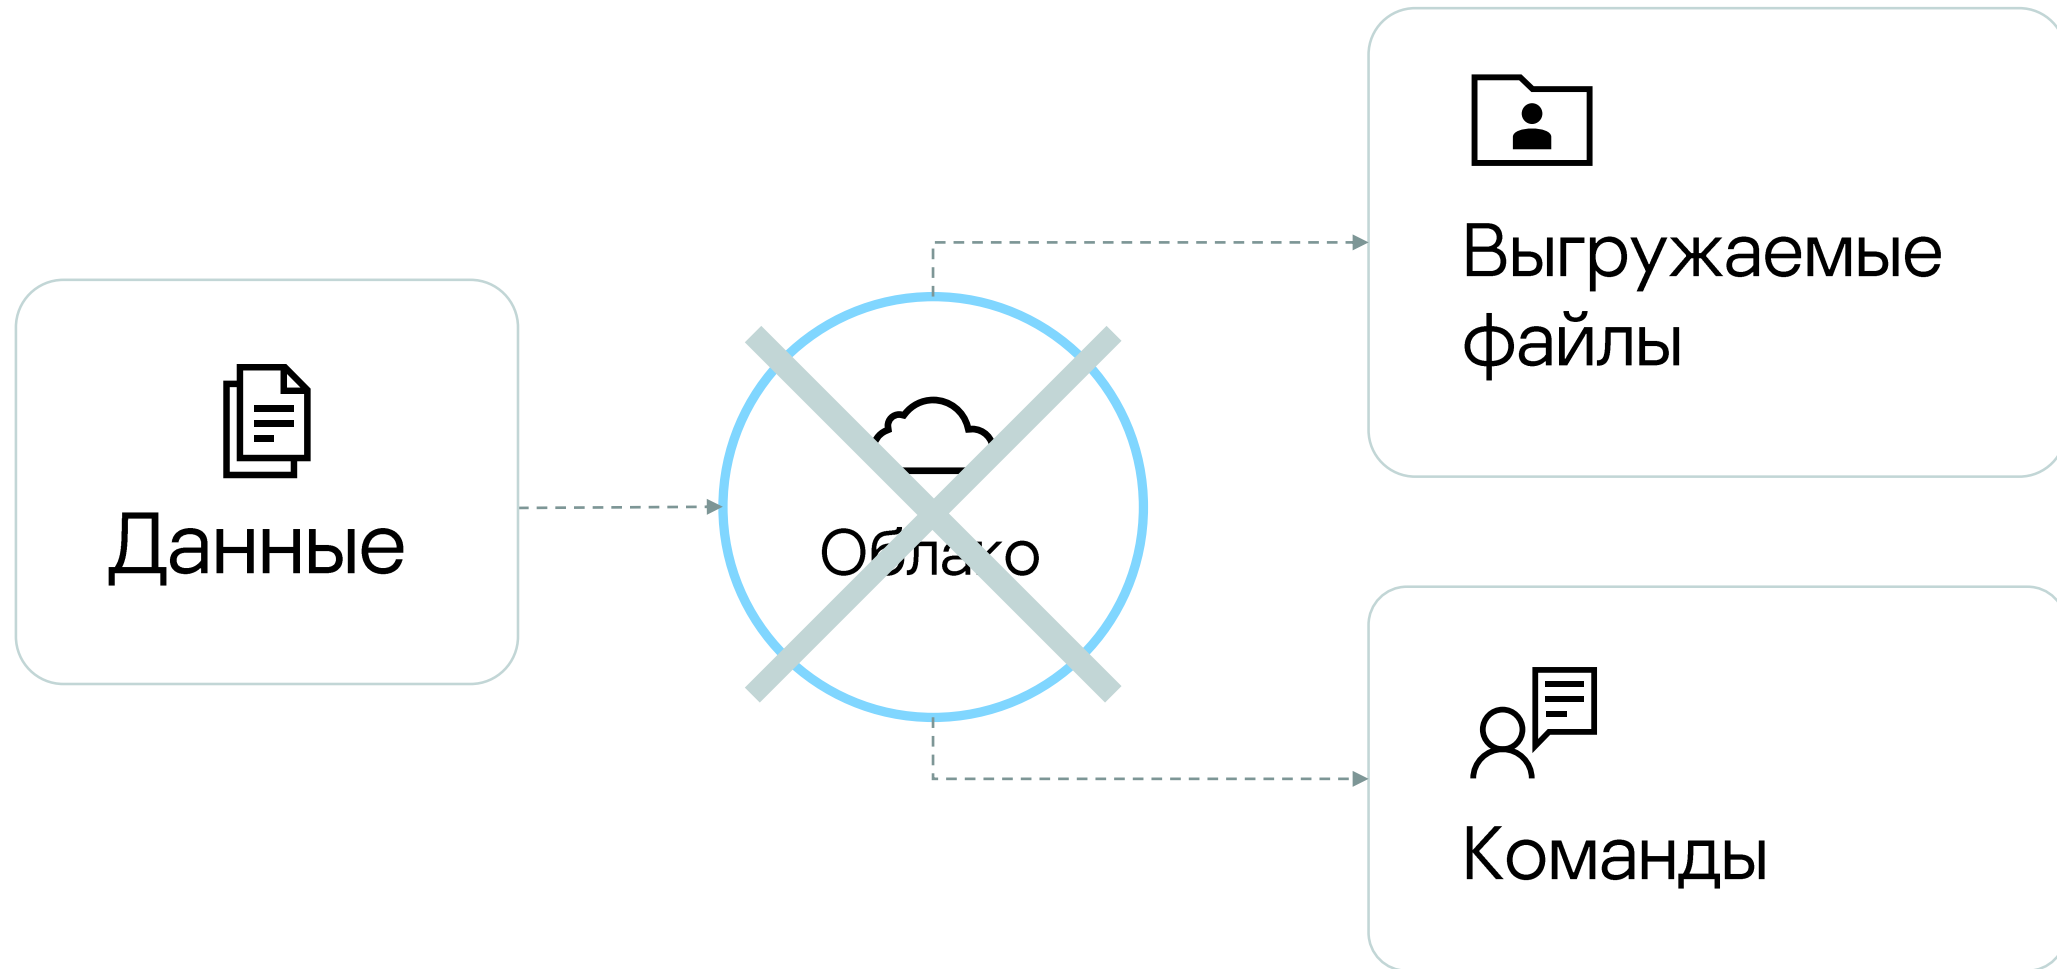 Данные
Облако
Выгружаемые
файлы
Команды